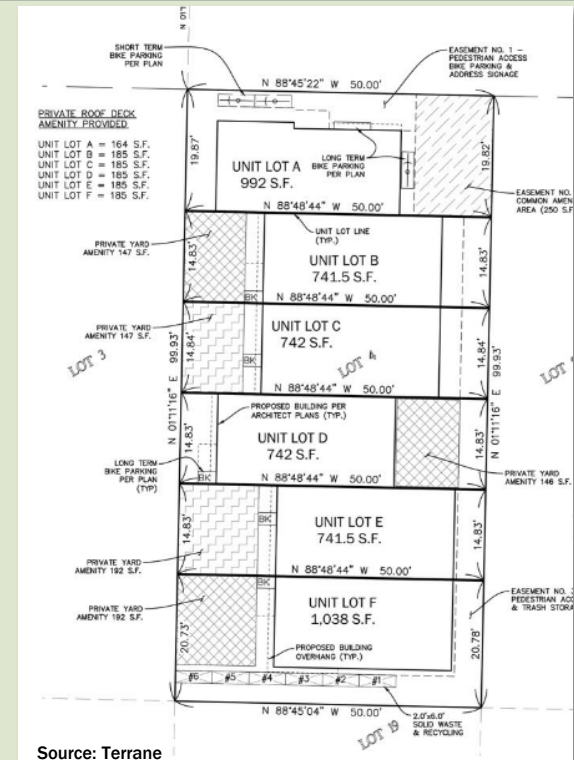 N 01
SHORT TERM
BIKE PARKING
PER PLAN
EASEMENT NO. 1 –
PEDESTRIAN ACCESS
BIKE PARKING &
ADDRESS SIGNAGE
N 88°45'22" W 50.00'
PRIVATE ROOF DECK
AMENITY PROVIDED
UNIT LOT A = 164 S.F.
UNIT LOT B = 185 S.F.
UNIT LOT C = 185 S.F.
UNIT LOT D = 185 S.F.
UNIT LOT E = 185 S.F.
UNIT LOT F = 185 S.F.
19.87'
UNIT LOT A
992 S.F.
LONG TERM
BIKE PARKING
PER PLAN
19.82'
EASEMENT NO.
COMMON AMEN
AREA (250 S.F
N 88°48'44" W 50.00'
UNIT LOT LINE
(TYP.)
PRIVATE YARD
AMENITY 147 S.F.
14.83'
UNIT LOT B
741.5 S.F.
14.83'
BK
N 88°48'44" W 50.00'
PRIVATE YARD
AMENITY 147 S.F.
14.84'
UNIT LOT C
742 S.F.
14.84'
BK
LOT 3
N 01°11'16" E 99.93'
LOT 4
N 01°11'16" E 99.93'
LOT
N 88°48'44" W 50.00'
PROPOSED BUILDING PER
ARCHITECT PLANS (TYP.)
14.83'
UNIT LOT D
742 S.F.
14.83'
LONG TERM
BIKE PARKING
PER PLAN
(TYP)
BK
N 88°48'44" W 50.00'
PRIVATE YARD
AMENITY 146 S.F.
14.83'
BK
UNIT LOT E
741.5 S.F.
14.83'
PRIVATE YARD
AMENITY 192 S.F.
N 88°48'44" W 50.00'
BK
PRIVATE YARD
AMENITY 192 S.F.
UNIT LOT F
1,038 S.F.
EASEMENT NO.
PEDESTRIAN ACC
& TRASH STORA
20.73'
20.78'
PROPOSED BUILDING
OVERHANG (TYP.)
#6 #5 #4 #3 #2 #1
N 88°45'04" W 50.00'
2.0'x6.0'
SOLID WASTE
& RECYCLING
LOT 19
Source: Terrane